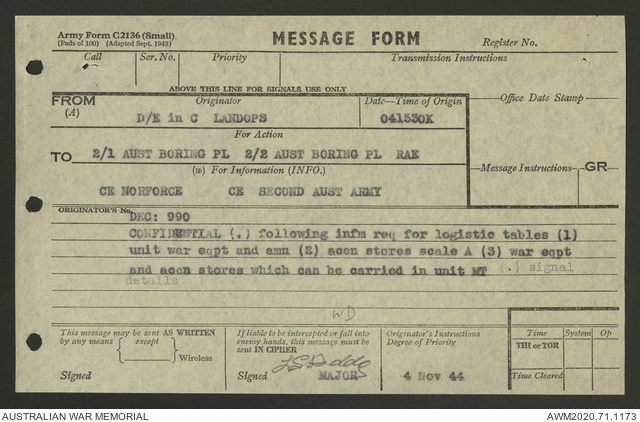 Army Form C2136 (Small)
(Pads of 100) (Adapted Sept. 1943)
MESSAGE FORM
Register No.
Call Ser. No. Priority Transmission Instructions
ABOVE THIS LINE FOR SIGNALS USE ONLY
FROM Originator Date—Time of Origin
Office Date Stamp
(A) D/E in C LANDOPS 041530K
For Action
TO 2/1 AUST BORING PL 2/2 AUST BORING PL RAE
(w) For Information (INFO.)
Message Instructions GR
CE NORFORCE CE SECOND AUST ARMY
ORIGINATOR'S No. DEC: 990
CONFIDENTIAL (.) following infm req for logistic tables (1)
unit war eqpt and amn (2) accn stores scale A (3) war eqpt
and accn stores which can be carried in unit MT (.) signal
details
WD
This message may be sent AS WRITTEN
by any means { except }
Wireless
Signed
If liable to be intercepted or fall into
enemy hands, this message must be
sent IN CIPHER
Signed MAJOR
Originator's Instructions
Degree of Priority
4 Nov 44
Time System Op
THI or TOR
Time Cleared
AUSTRALIAN WAR MEMORIAL
AWM2020.71.1173